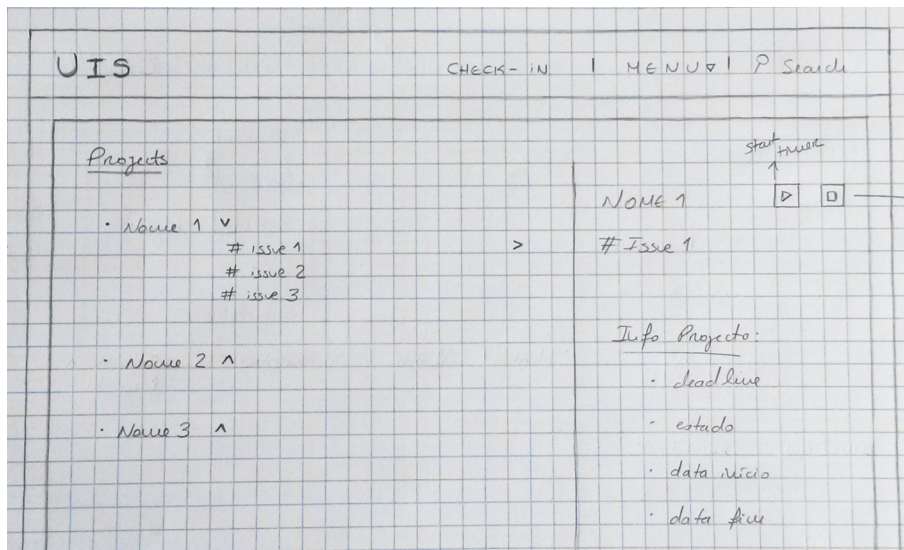 UIS
CHECK-IN | MENU ▽ | Search
Projects
start timer
NOME 1
• Nome 1 v
# issue 1 >
# issue 2
# issue 3
# Issue 1
Info Projecto:
• Nome 2 ʌ
• deadline
• Nome 3 ʌ
• estado
• data início
• data fim